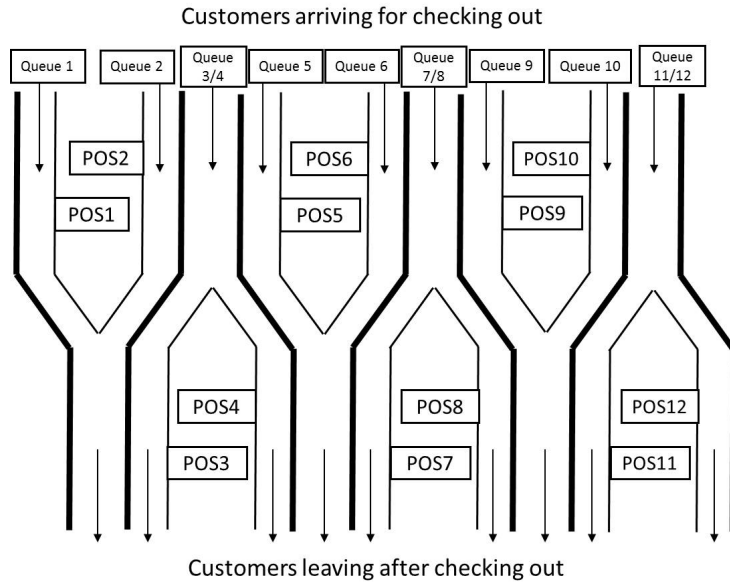 Customers arriving for checking out
Queue 1
Queue 2
Queue
3/4
Queue 5
Queue 6
Queue
7/8
Queue 9
Queue 10
Queue
11/12
POS2
POS6
POS10
POS1
POS5
POS9
POS4
POS8
POS12
POS3
POS7
POS11
Customers leaving after checking out